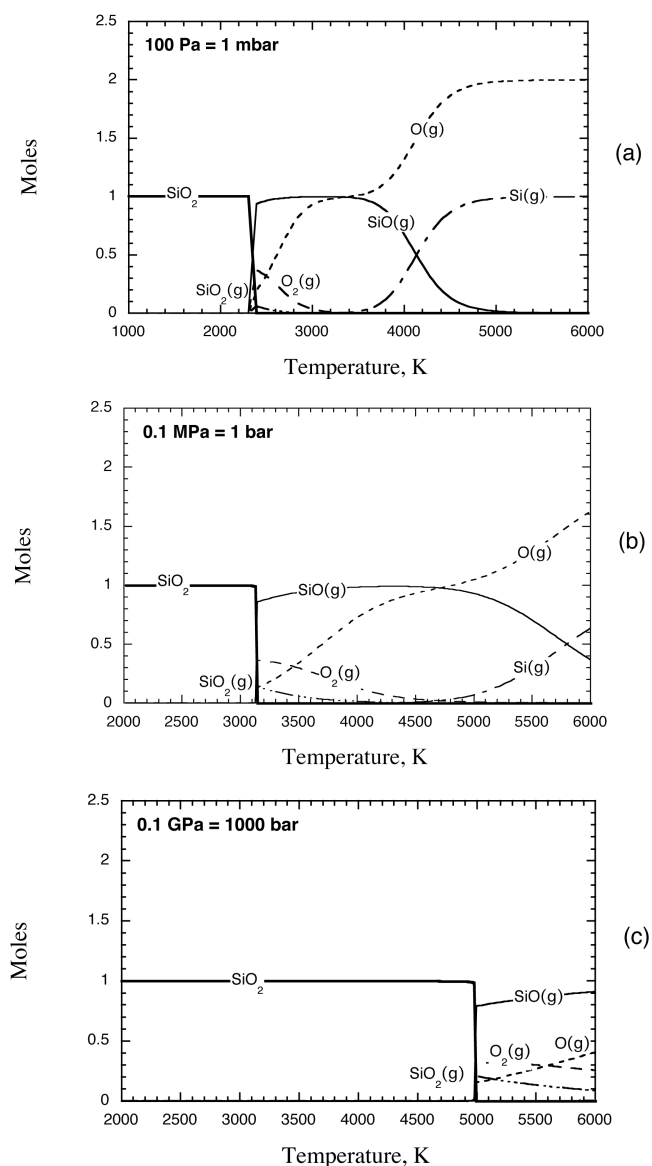 2.5
100 Pa = 1 mbar
2
O(g)
1.5
(a)
Moles
1
SiO2
Si(g)
SiO(g)
0.5
O2(g)
SiO2(g)
0
1000 2000 3000 4000 5000 6000
Temperature, K
2.5
0.1 MPa = 1 bar
2
1.5
O(g)
(b)
Moles
1
SiO2
SiO(g)
0.5
O2(g)
Si(g)
SiO2(g)
0
2000 2500 3000 3500 4000 4500 5000 5500 6000
Temperature, K
2.5
0.1 GPa = 1000 bar
2
1.5
(c)
Moles
1
SiO2
SiO(g)
0.5
O(g)
O2(g)
SiO2(g)
0
2000 2500 3000 3500 4000 4500 5000 5500 6000
Temperature, K